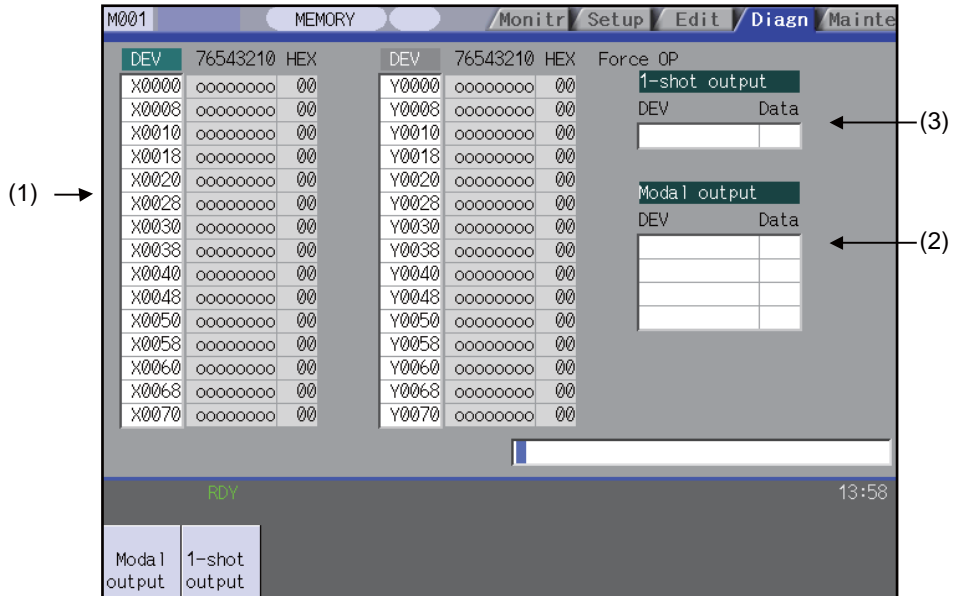 M001 MEMORY Monitr Setup Edit Diagn Mainte
DEV 76543210 HEX DEV 76543210 HEX Force OP
X0000 oooooooo 00 Y0000 oooooooo 00 1-shot output
X0008 oooooooo 00 Y0008 oooooooo 00 DEV Data
X0010 oooooooo 00 Y0010 oooooooo 00 (3)
X0018 oooooooo 00 Y0018 oooooooo 00
(1) X0020 oooooooo 00 Y0020 oooooooo 00 Modal output
X0028 oooooooo 00 Y0028 oooooooo 00
X0030 oooooooo 00 Y0030 oooooooo 00 DEV Data
X0038 oooooooo 00 Y0038 oooooooo 00 (2)
X0040 oooooooo 00 Y0040 oooooooo 00
X0048 oooooooo 00 Y0048 oooooooo 00
X0050 oooooooo 00 Y0050 oooooooo 00
X0058 oooooooo 00 Y0058 oooooooo 00
X0060 oooooooo 00 Y0060 oooooooo 00
X0068 oooooooo 00 Y0068 oooooooo 00
X0070 oooooooo 00 Y0070 oooooooo 00
RDY 13:58
Modal 1-shot
output output